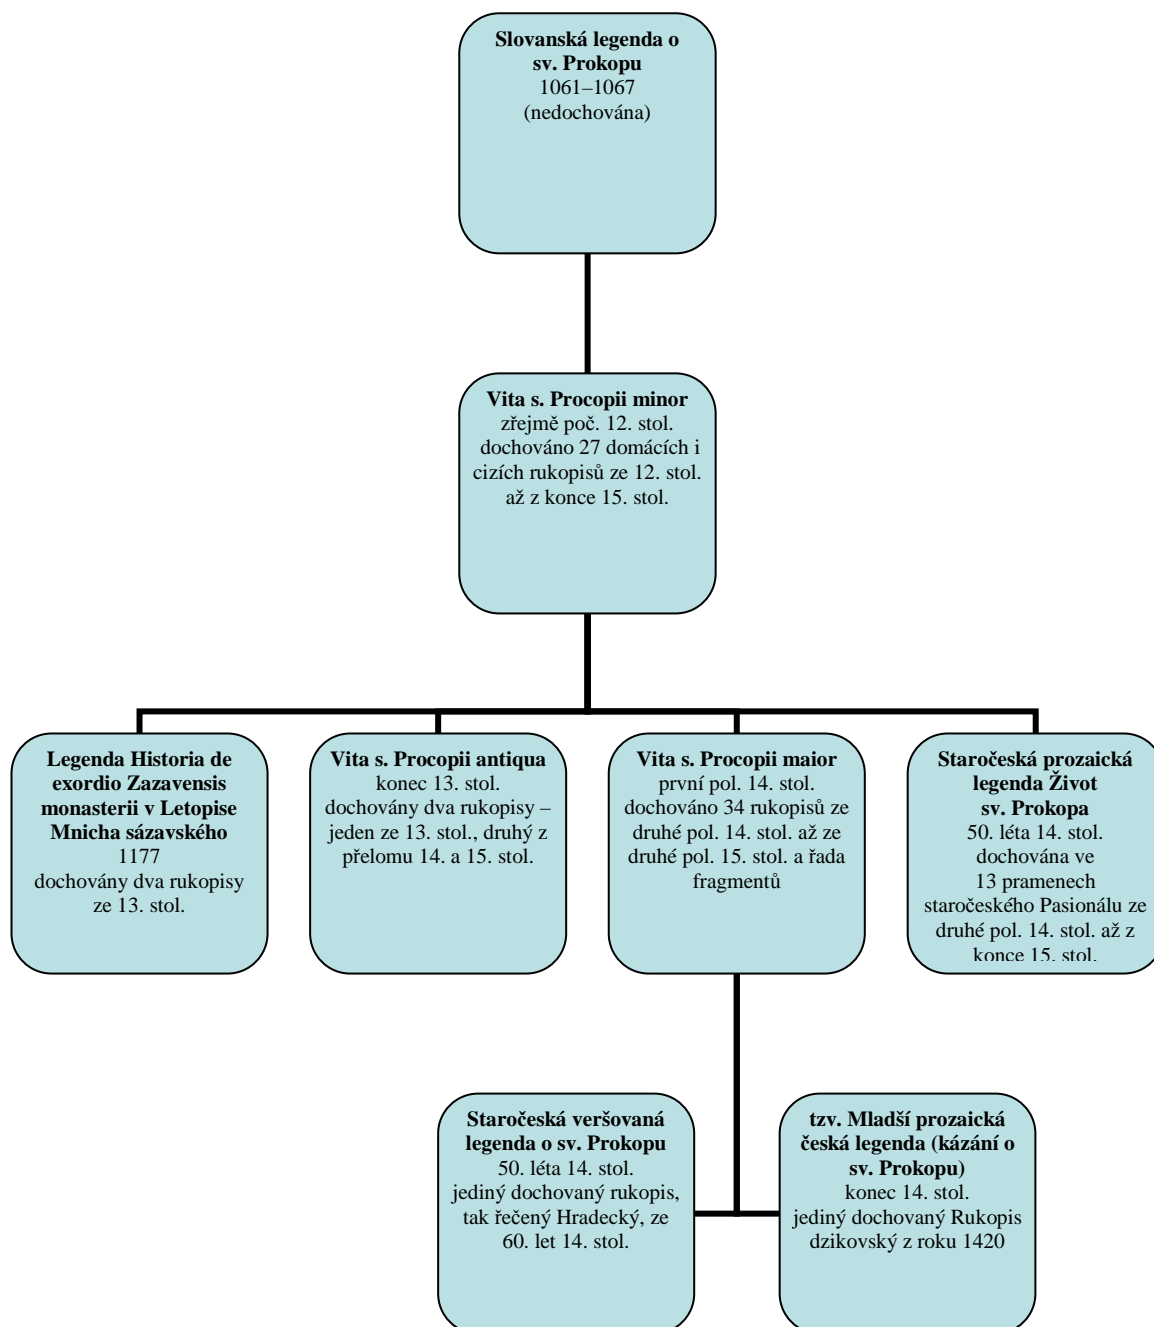 Slovanská legenda o
sv. Prokopu
1061–1067
(nedochována)
Vita s. Procopii minor
zřejmě poč. 12. stol.
dochováno 27 domácích i
cizích rukopisů ze 12. stol.
až z konce 15. stol.
Legenda Historia de
exordio Zazavensis
monasterii v Letopise
Mnicha sázavského
1177
dochovány dva rukopisy
ze 13. stol.
Vita s. Procopii antiqua
konec 13. stol.
dochovány dva rukopisy –
jeden ze 13. stol., druhý z
přelomu 14. a 15. stol.
Vita s. Procopii maior
první pol. 14. stol.
dochováno 34 rukopisů ze
druhé pol. 14. stol. až ze
druhé pol. 15. stol. a řada
fragmentů
Staročeská prozaická
legenda Život
sv. Prokopa
50. léta 14. stol.
dochována ve
13 pramenech
staročeského Pasionálu ze
druhé pol. 14. stol. až z
konce 15. stol.
Staročeská veršovaná
legenda o sv. Prokopu
50. léta 14. stol.
jediný dochovaný rukopis,
tak řečený Hradecký, ze
60. let 14. stol.
tzv. Mladší prozaická
česká legenda (kázání o
sv. Prokopu)
konec 14. stol.
jediný dochovaný Rukopis
dzikovský z roku 1420